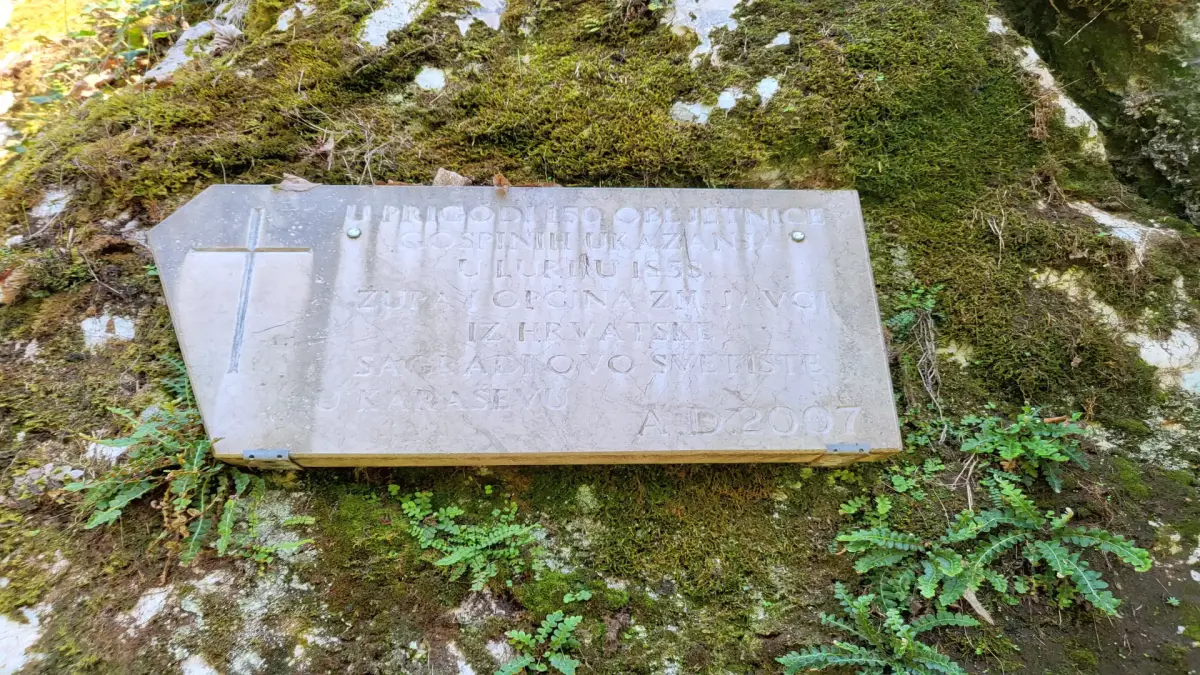 U PRIGODI 150 OBLJETNICE
GOSPINIH UKAZANJA
U LURDU 1858
ŽUPA I OPĆINA ZMIJAVCI
IZ HRVATSKE
SAGRADI OVO SVETIŠTE
U KARAŠEVU
A.D.2007